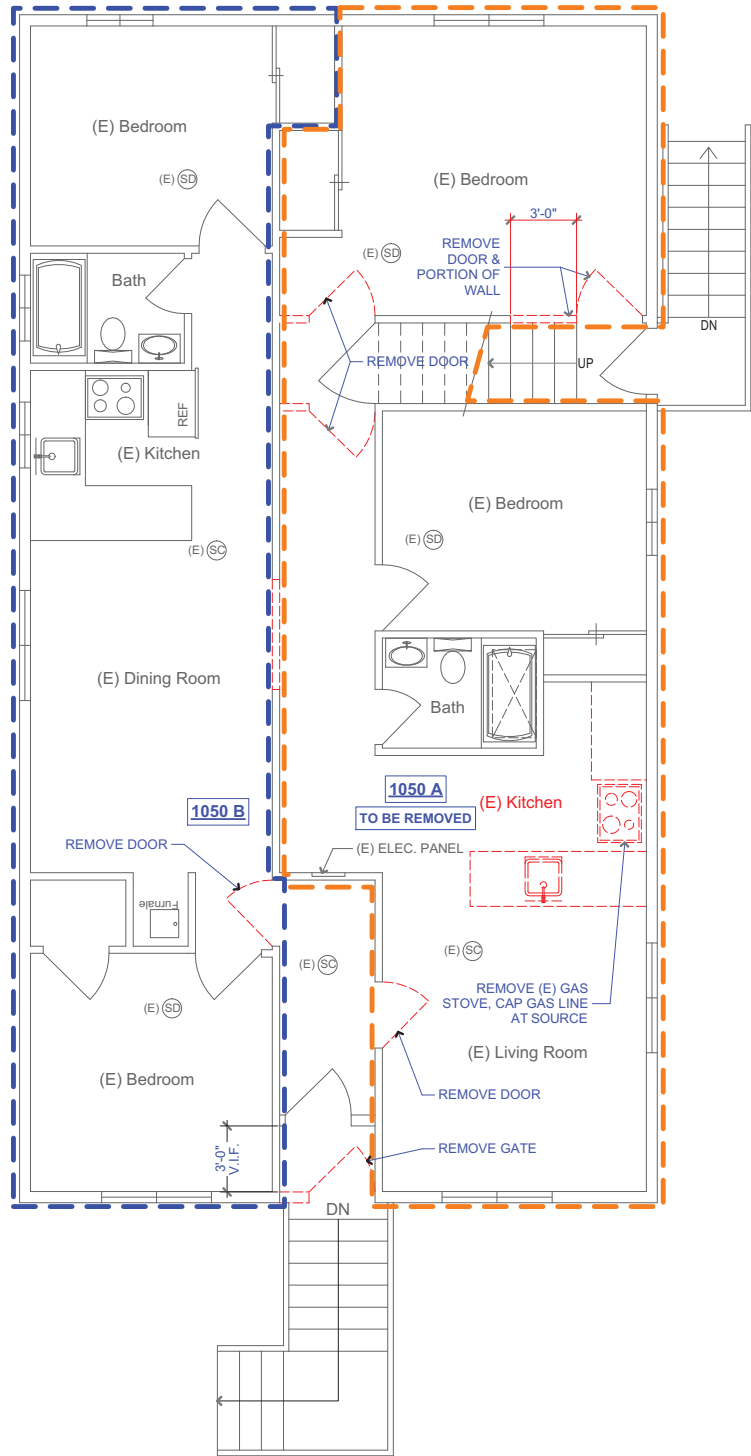 (E) Bedroom
(E) SD
(E) Bedroom
3'-0"
REMOVE
DOOR &
PORTION OF
WALL
(E) SD
Bath
DN
REMOVE DOOR
UP
REF
(E) Kitchen
(E) Bedroom
(E) SD
(E) SC
(E) Dining Room
Bath
1050 B
1050 A
TO BE REMOVED
(E) Kitchen
REMOVE DOOR
(E) ELEC. PANEL
Furnale
(E) SC
(E) SC
REMOVE (E) GAS
STOVE, CAP GAS LINE
AT SOURCE
(E) SD
(E) Living Room
(E) Bedroom
REMOVE DOOR
3'-0"
V.I.F.
REMOVE GATE
DN